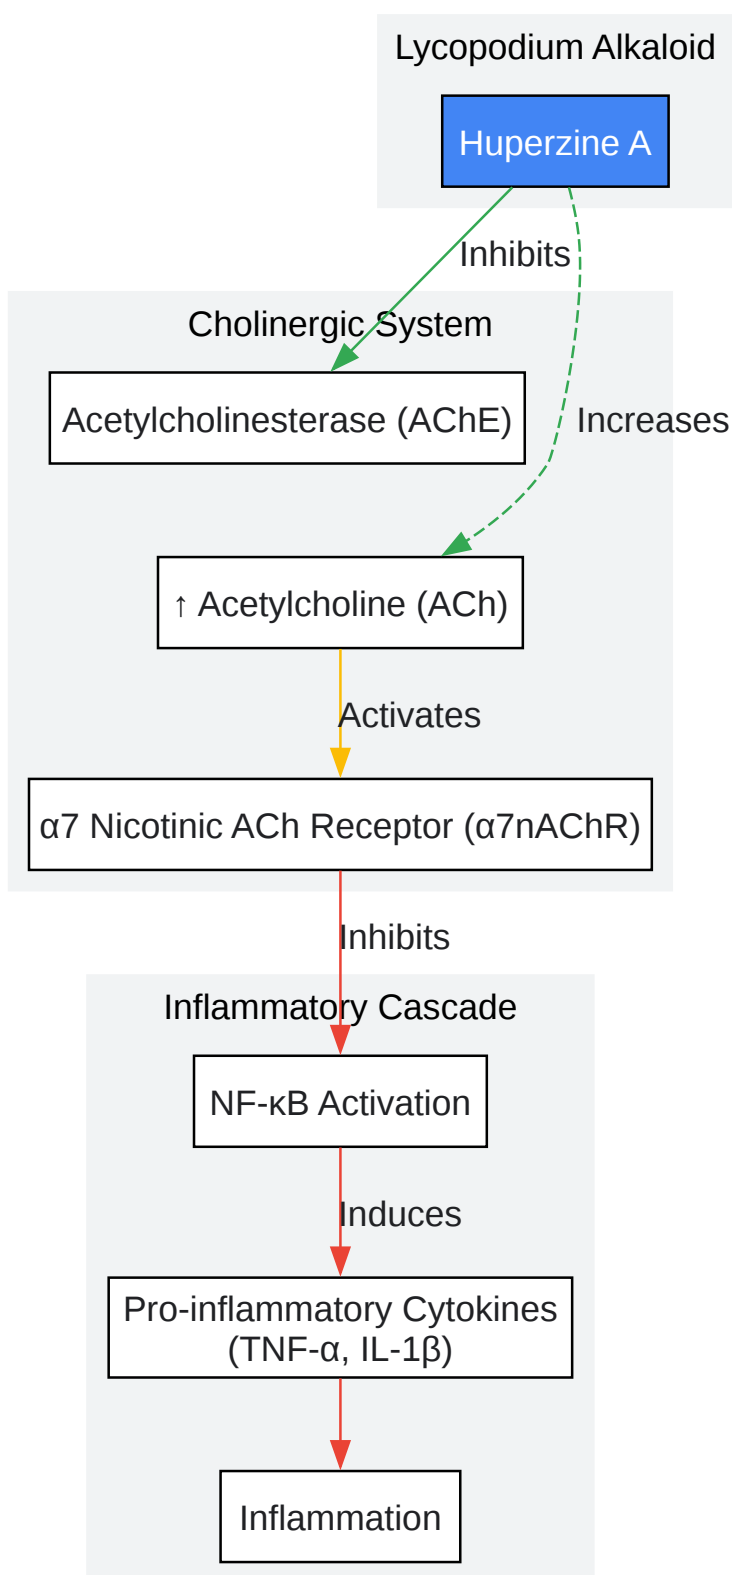 Lycopodium Alkaloid
Huperzine A
Inhibits
Cholinergic System
Acetylcholinesterase (AChE)
Increases
↑ Acetylcholine (ACh)
Activates
α7 Nicotinic ACh Receptor (α7nAChR)
Inhibits
Inflammatory Cascade
NF-κB Activation
Induces
Pro-inflammatory Cytokines
(TNF-α, IL-1β)
Inflammation